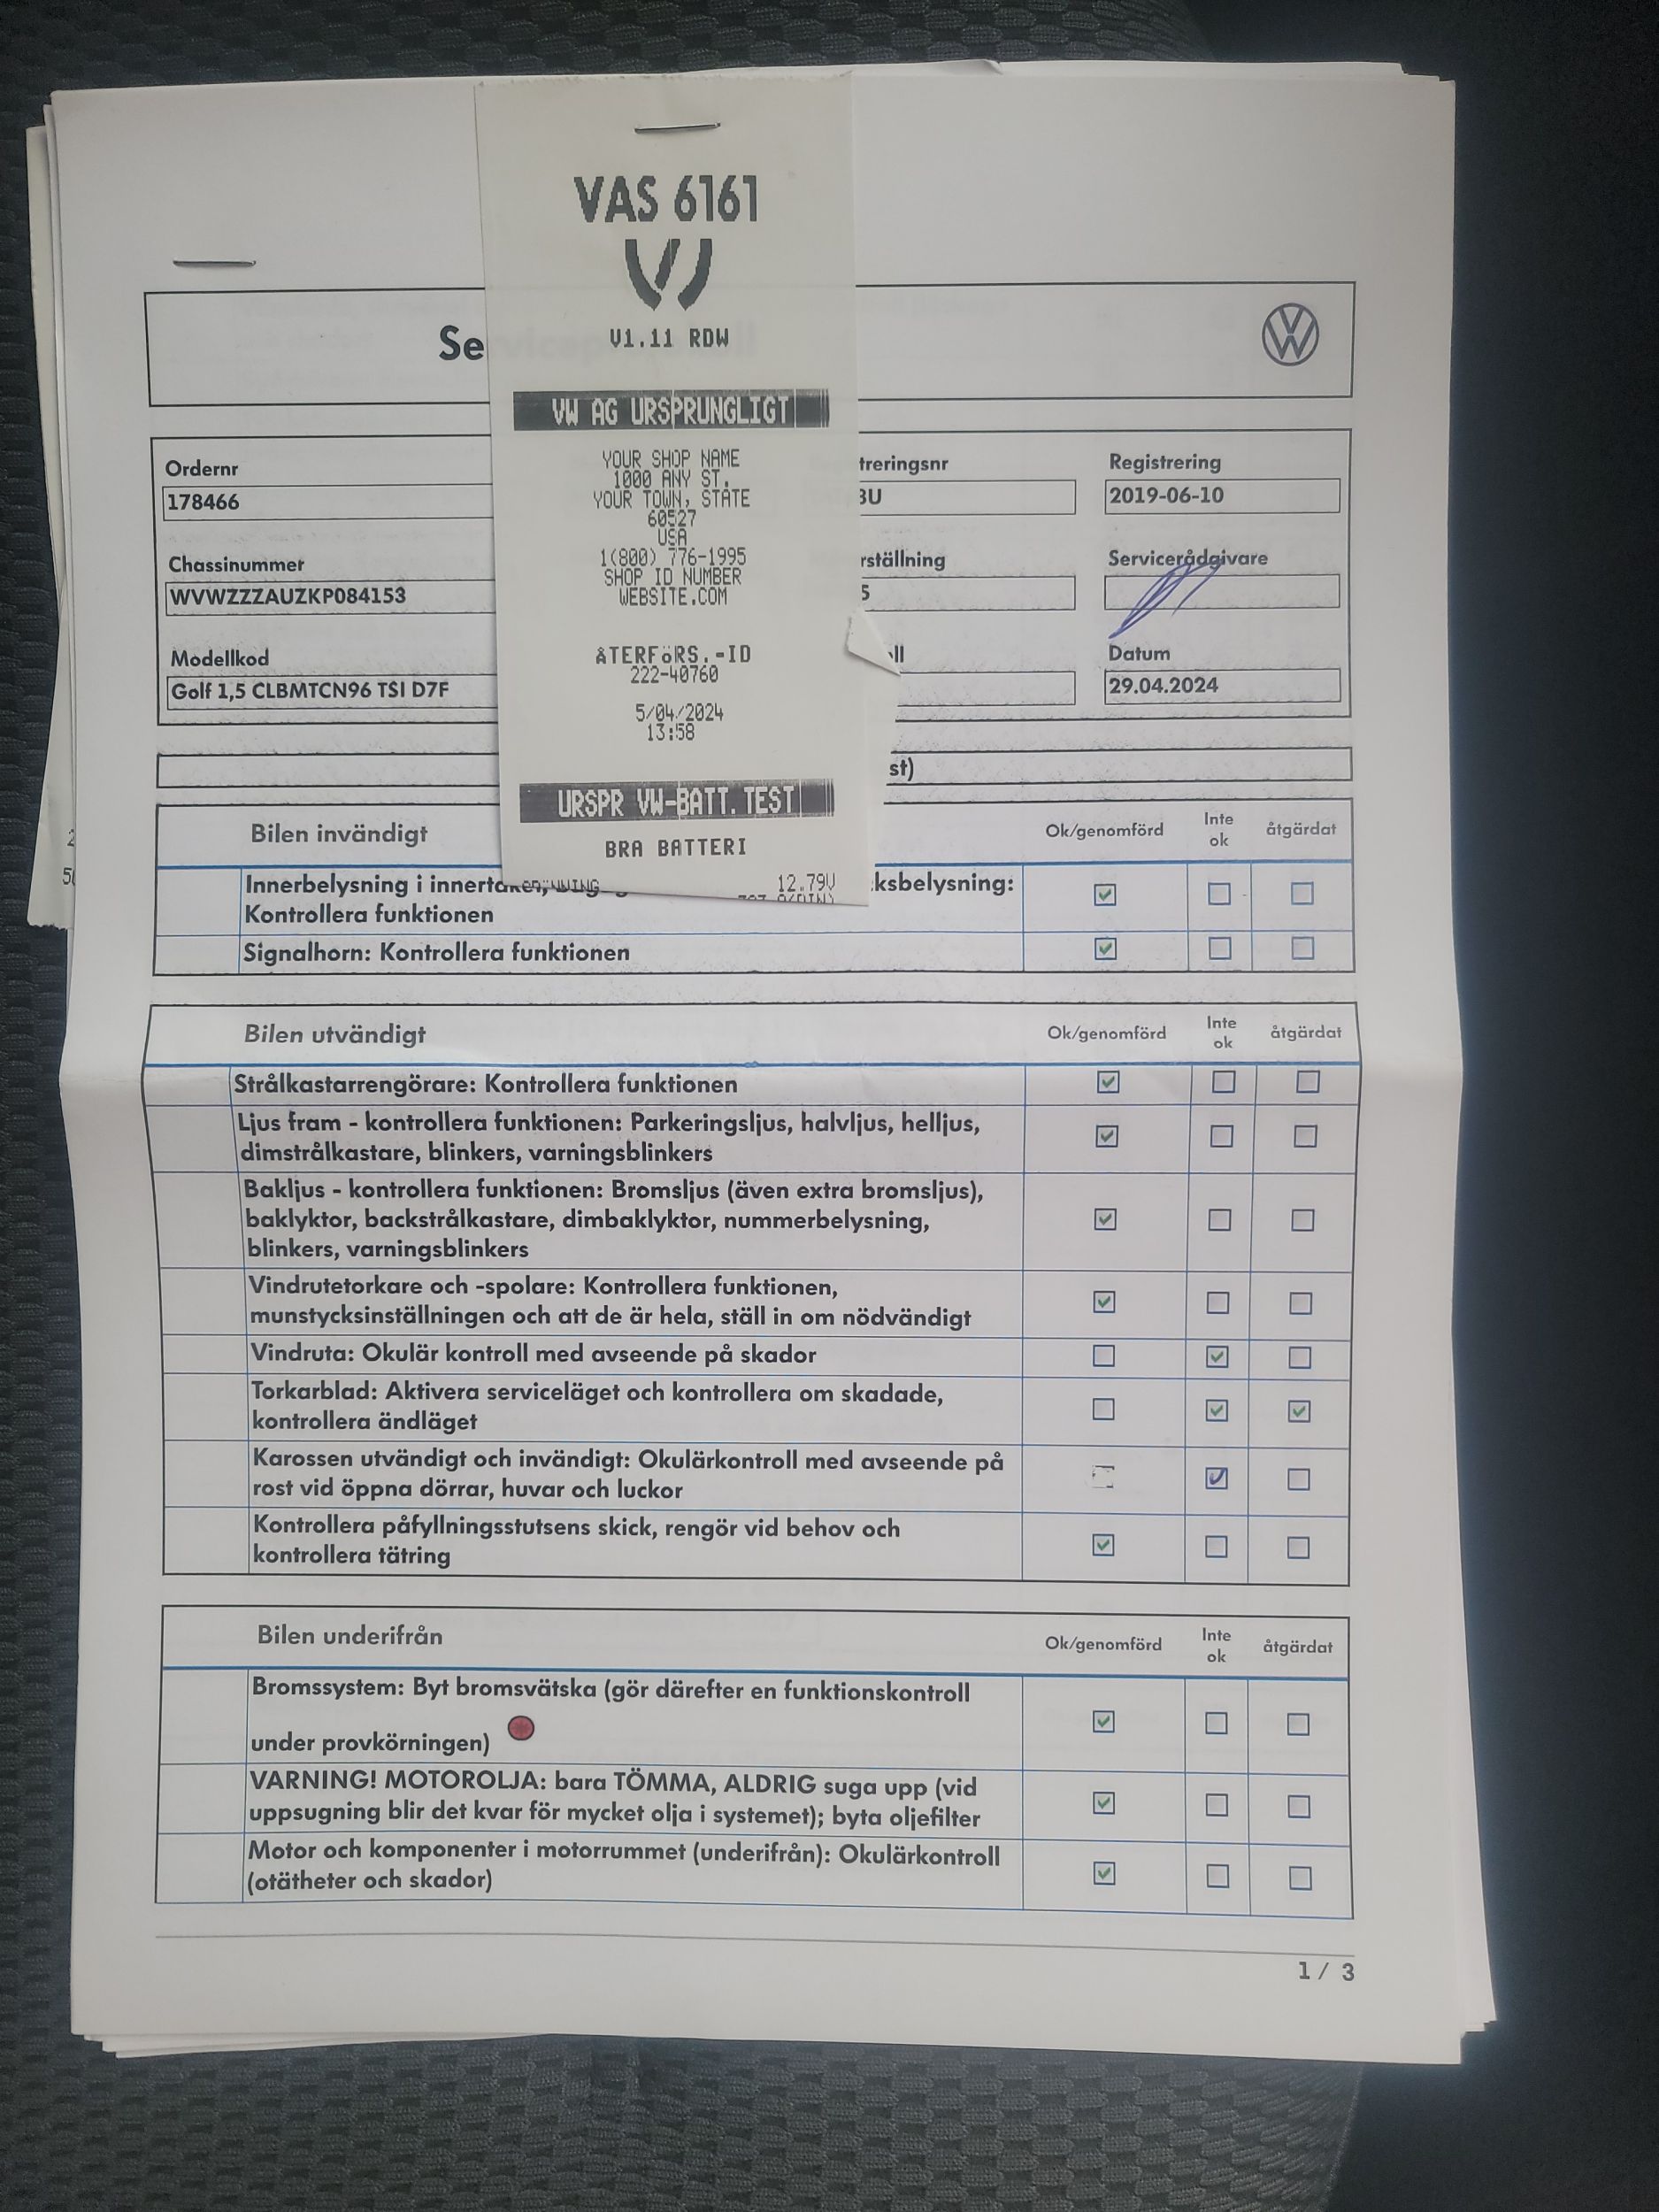 VAS 6161
V1.11 RDW
VW AG URSPRUNGLIGT
YOUR SHOP NAME
1000 ANY ST.
YOUR TOWN, STATE
60527
USA
1(800) 776-1995
SHOP ID NUMBER
WEBSITE.COM
ÅTERFöRS.-ID
222-40760
5/04/2024
13:58
URSPR VW-BATT.TEST
BRA BATTERI
12.79V
Se
Ordernr
178466
treringsnr
BU
Registrering
2019-06-10
Chassinummer
WVWZZZAUZKP084153
rställning
5
Servicerådgivare
Modellkod
Golf 1,5 CLBMTCN96 TSI D7F
ll
Datum
29.04.2024
st)
Bilen invändigt Ok/genomförd Inte ok åtgärdat
Innerbelysning i ksbelysning:
Kontrollera funktionen
Signalhorn: Kontrollera funktionen
Bilen utvändigt Ok/genomförd Inte ok åtgärdat
Strålkastarrengörare: Kontrollera funktionen
Ljus fram - kontrollera funktionen: Parkeringsljus, halvljus, helljus,
dimstrålkastare, blinkers, varningsblinkers
Bakljus - kontrollera funktionen: Bromsljus (även extra bromsljus),
baklyktor, backstrålkastare, dimbaklyktor, nummerbelysning,
blinkers, varningsblinkers
Vindrutetorkare och -spolare: Kontrollera funktionen,
munstycksinställningen och att de är hela, ställ in om nödvändigt
Vindruta: Okulär kontroll med avseende på skador
Torkarblad: Aktivera serviceläget och kontrollera om skadade,
kontrollera ändläget
Karossen utvändigt och invändigt: Okulärkontroll med avseende på
rost vid öppna dörrar, huvar och luckor
Kontrollera påfyllningsstutsens skick, rengör vid behov och
kontrollera tätring
Bilen underifrån Ok/genomförd Inte ok åtgärdat
Bromssystem: Byt bromsvätska (gör därefter en funktionskontroll
under provkörningen)
VARNING! MOTOROLJA: bara TÖMMA, ALDRIG suga upp (vid
uppsugning blir det kvar för mycket olja i systemet); byta oljefilter
Motor och komponenter i motorrummet (underifrån): Okulärkontroll
(otätheter och skador)
1 / 3